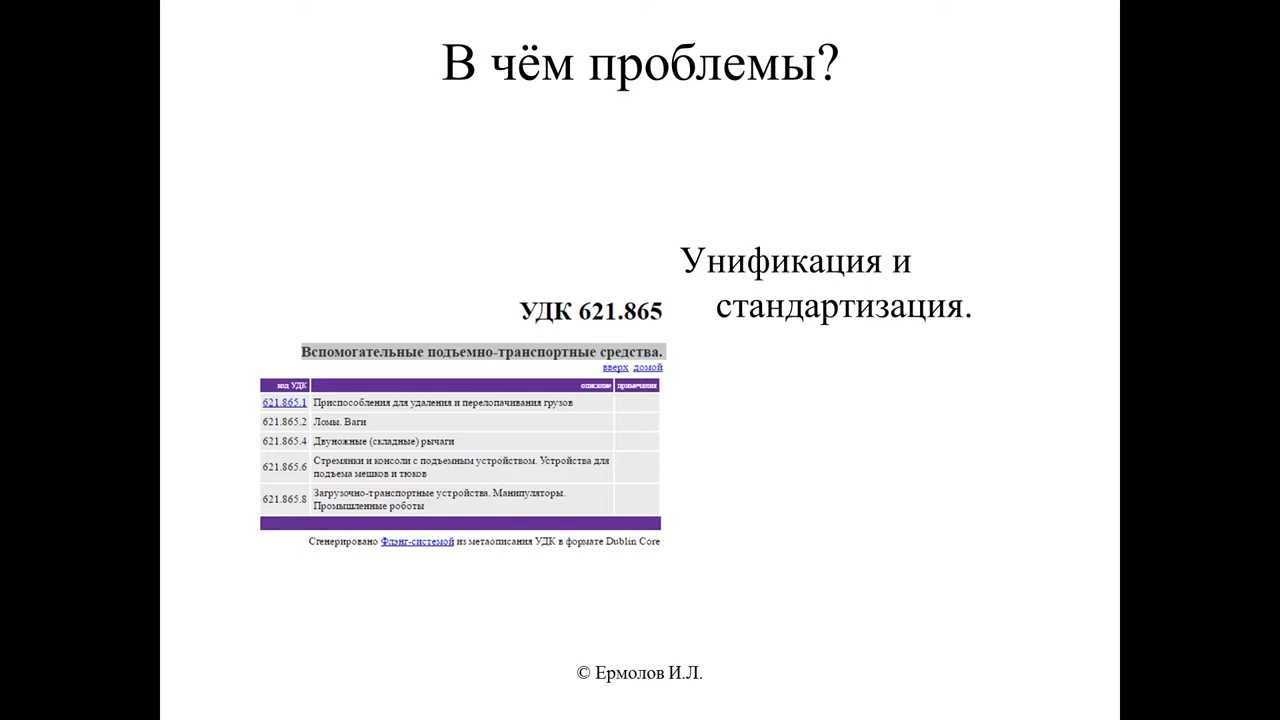 В чём проблемы?
Унификация и
стандартизация.
УДК 621.865
Вспомогательные подъемно-транспортные средства.
вверх домой
код УДК описание примечания
621.865.1 Приспособления для удаления и перелопачивания грузов
621.865.2 Ломы. Ваги
621.865.4 Двуножные (складные) рычаги
621.865.6 Стремянки и консоли с подъемным устройством. Устройства для
подъема мешков и тюков
621.865.8 Загрузочно-транспортные устройства. Манипуляторы.
Промышленные роботы
Сгенерировано Флэнг-системой из метаописания УДК в формате Dublin Core
© Ермолов И.Л.